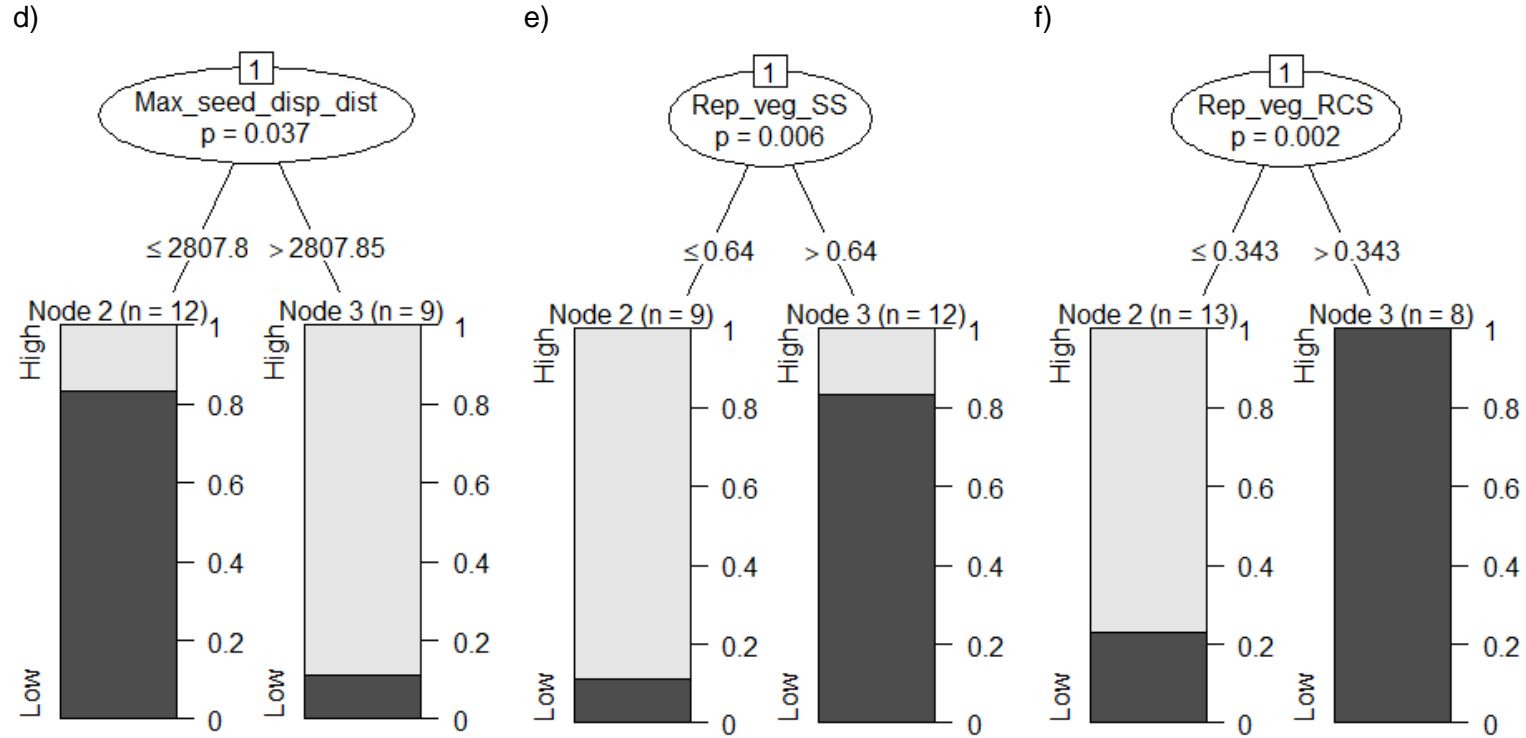 d)
1
Max_seed_disp_dist
p = 0.037
≤ 2807.8 > 2807.85
Node 2 (n = 12)
High
Low
1
0.8
0.6
0.4
0.2
0
Node 3 (n = 9)
High
Low
1
0.8
0.6
0.4
0.2
0
e)
1
Rep_veg_SS
p = 0.006
≤ 0.64 > 0.64
Node 2 (n = 9)
High
Low
1
0.8
0.6
0.4
0.2
0
Node 3 (n = 12)
High
Low
1
0.8
0.6
0.4
0.2
0
f)
1
Rep_veg_RCS
p = 0.002
≤ 0.343 > 0.343
Node 2 (n = 13)
High
Low
1
0.8
0.6
0.4
0.2
0
Node 3 (n = 8)
High
Low
1
0.8
0.6
0.4
0.2
0